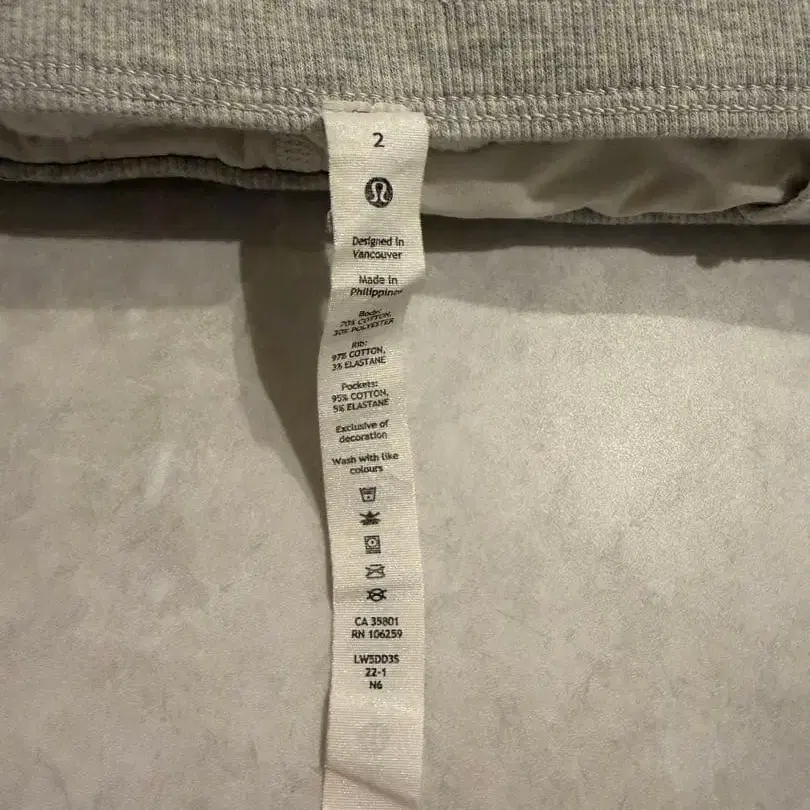 2
Designed in
Vancouver
Made in
Philippines
Body:
70% COTTON,
30% POLYESTER
Rib:
97% COTTON,
3% ELASTANE
Pockets:
95% COTTON,
5% ELASTANE
Exclusive of
decoration
Wash with like
colours
CA 35801
RN 106259
LW5DD3S
22-1
N6